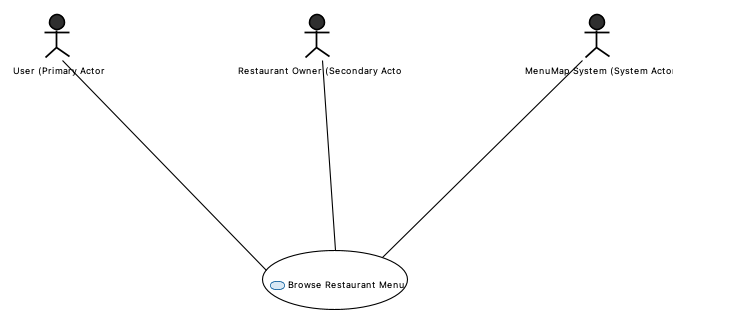 User (Primary Actor
Restaurant Owner (Secondary Acto
MenuMap System (System Actor
Browse Restaurant Menu